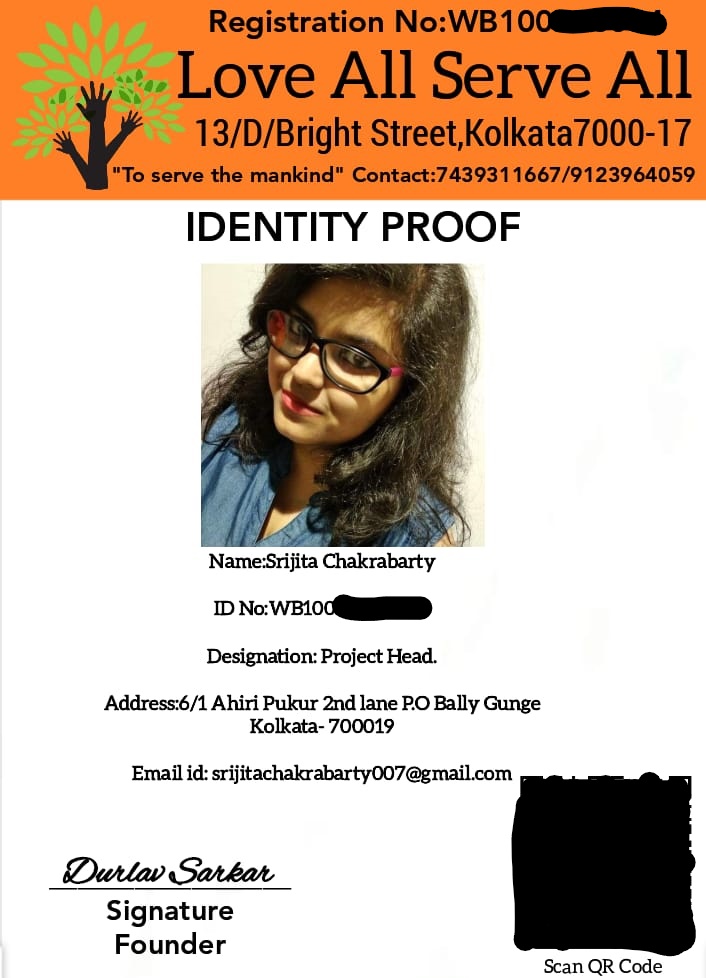 Registration No:WB100
Love All Serve All
13/D/Bright Street,Kolkata7000-17
"To serve the mankind" Contact:7439311667/9123964059
IDENTITY PROOF
Name:Srijita Chakrabarty
ID No:WB100
Designation: Project Head.
Address:6/1 Ahiri Pukur 2nd lane P.O Bally Gunge
Kolkata- 700019
Email id: srijitachakrabarty007@gmail.com
Durlav Sarkar
Signature
Founder
Scan QR Code